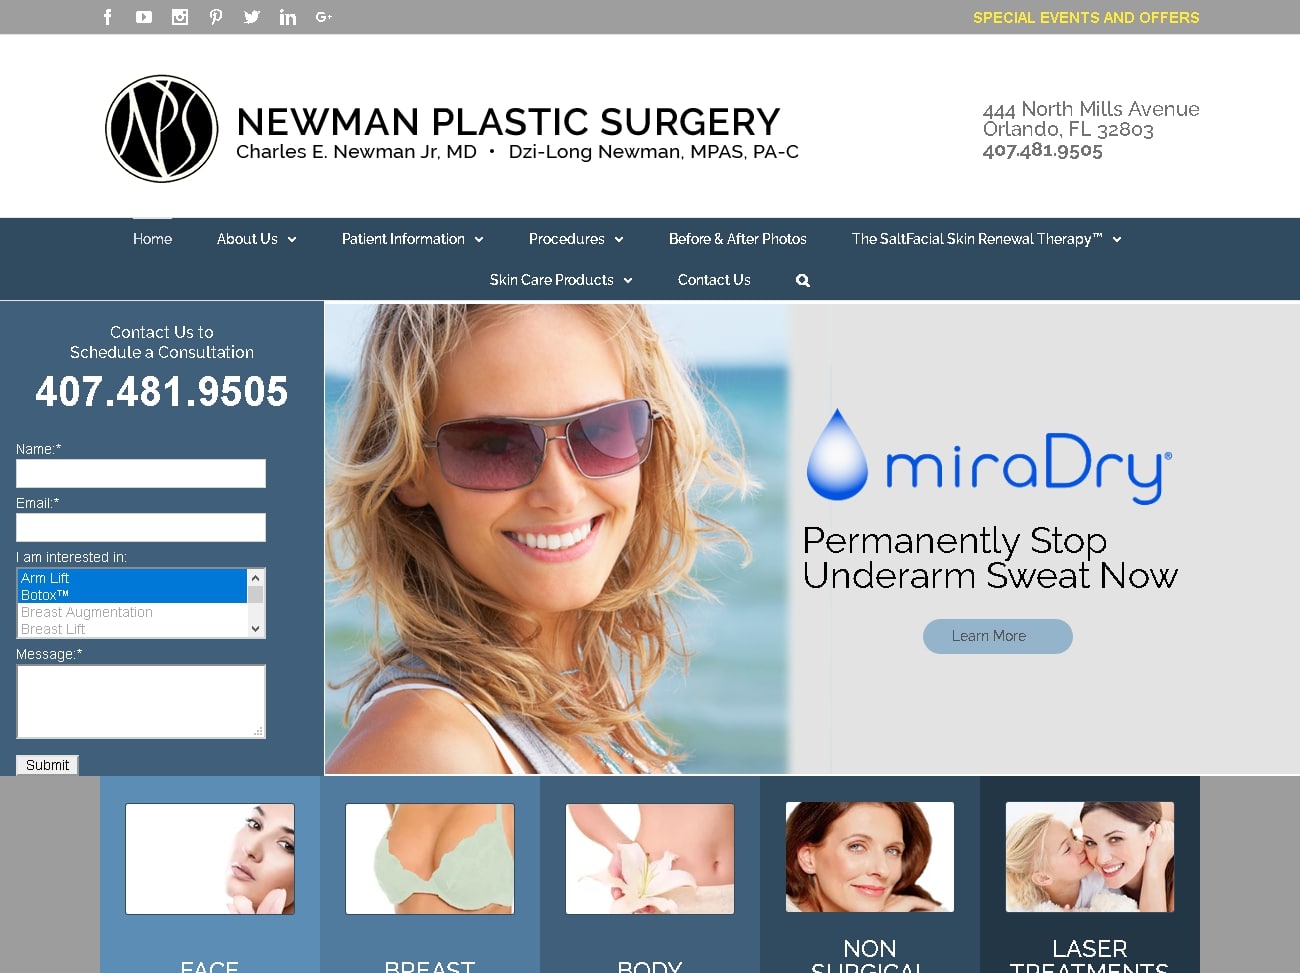 SPECIAL EVENTS AND OFFERS
NPS
NEWMAN PLASTIC SURGERY
Charles E. Newman Jr, MD • Dzi-Long Newman, MPAS, PA-C
444 North Mills Avenue
Orlando, FL 32803
407.481.9505
Home About Us Patient Information Procedures Before & After Photos The SaltFacial Skin Renewal Therapy™
Skin Care Products Contact Us
Contact Us to
Schedule a Consultation
407.481.9505
Name:*
Email:*
I am interested in:
Arm Lift
Botox™
Breast Augmentation
Breast Lift
Message:*
Submit
miraDry®
Permanently Stop
Underarm Sweat Now
Learn More
FACE
BREAST
BODY
NON
SURGICAL
LASER
TREATMENTS